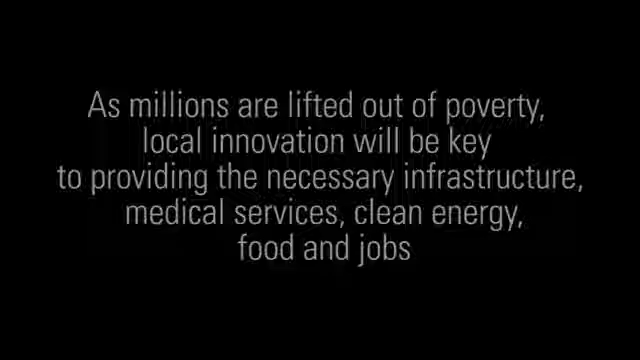 As millions are lifted out of poverty,
local innovation will be key
to providing the necessary infrastructure,
medical services, clean energy,
food and jobs